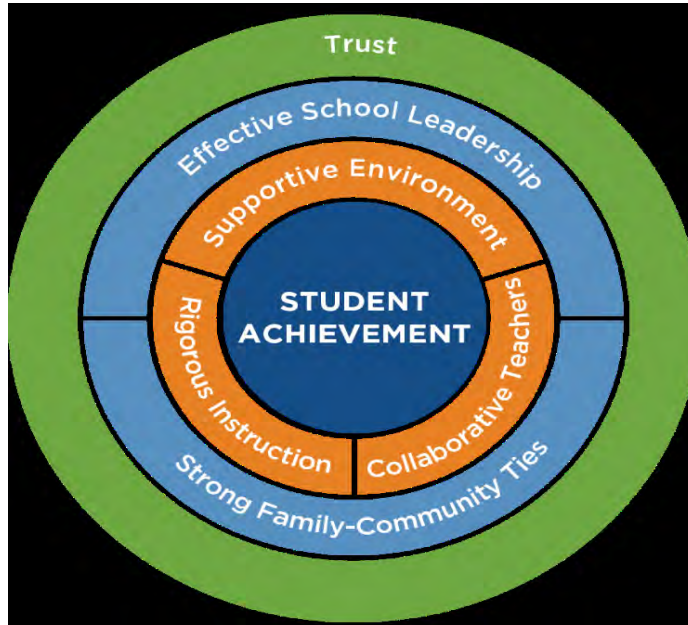 Trust
Effective School Leadership
Supportive Environment
STUDENT
ACHIEVEMENT
Rigorous Instruction
Collaborative Teachers
Strong Family-Community Ties